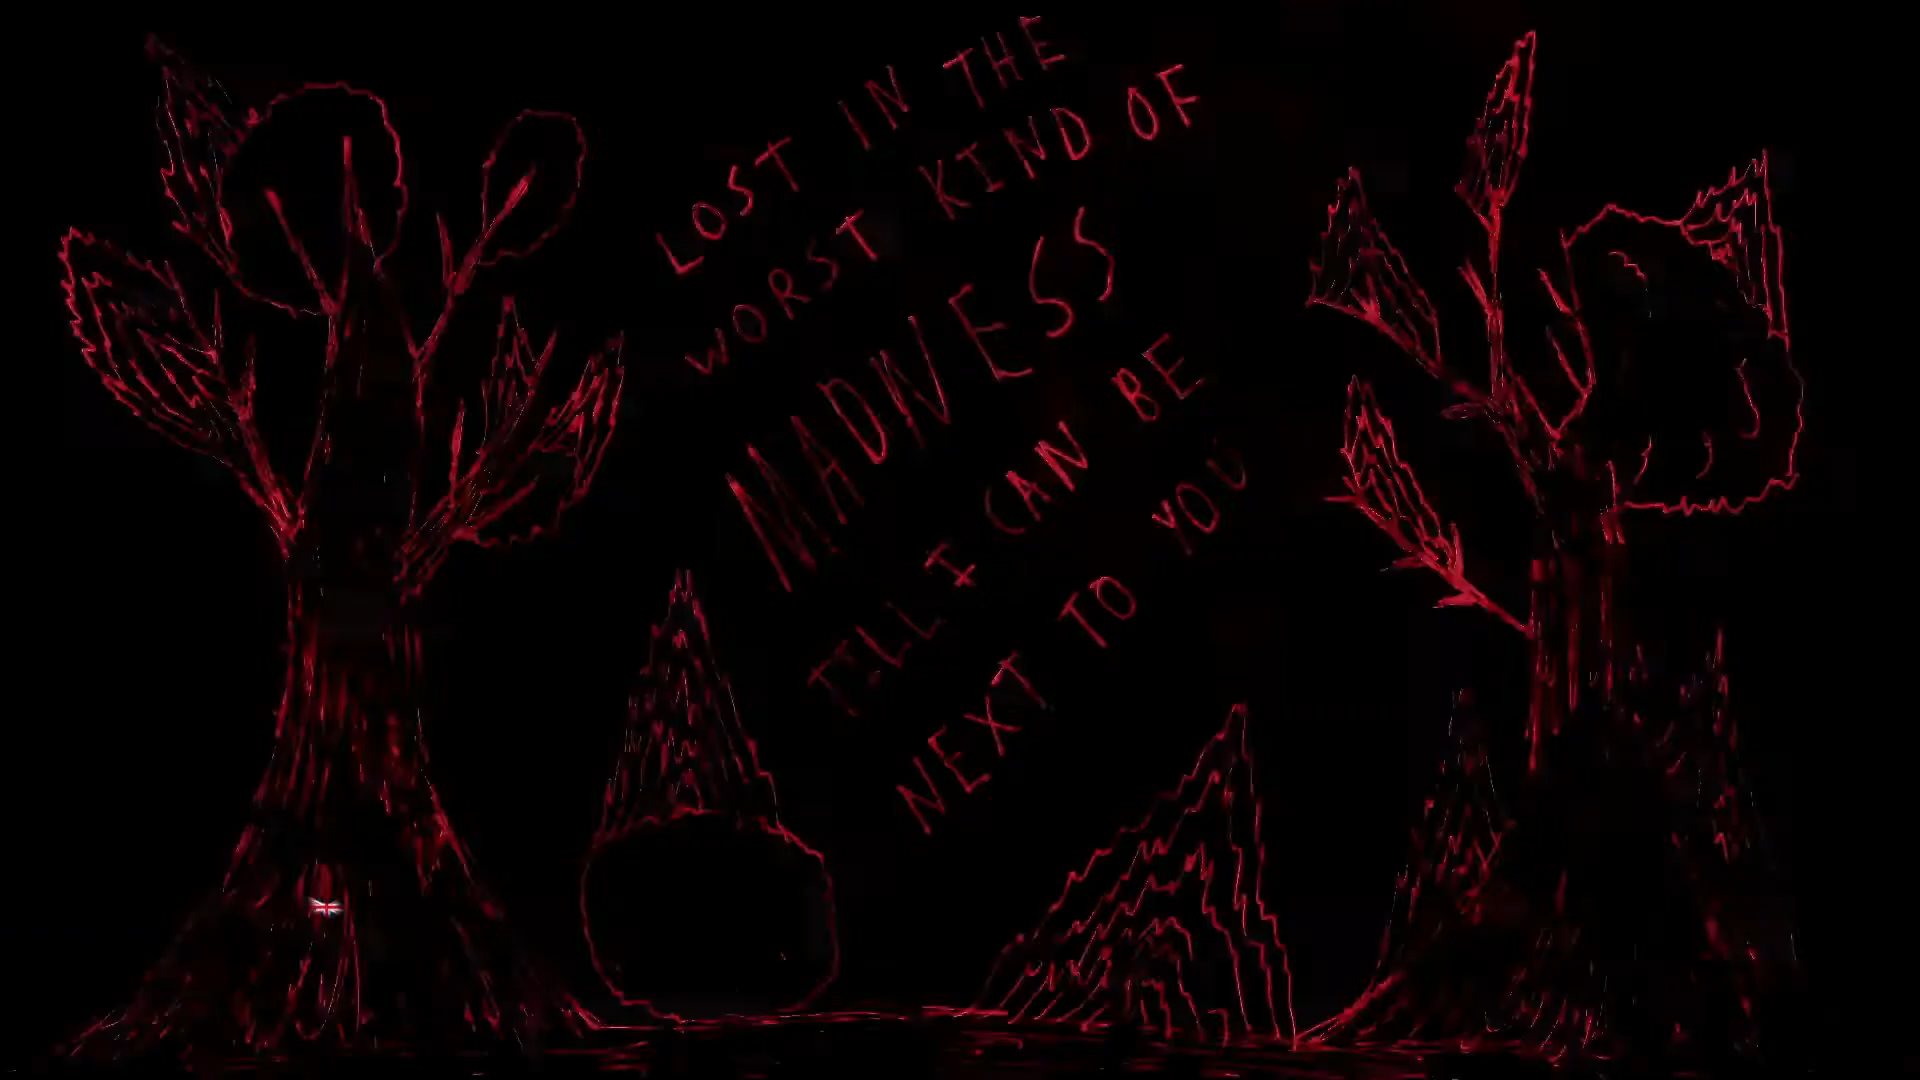 LOST IN THE
WORST KIND OF
MADNESS
TILL I CAN BE
NEXT TO YOU